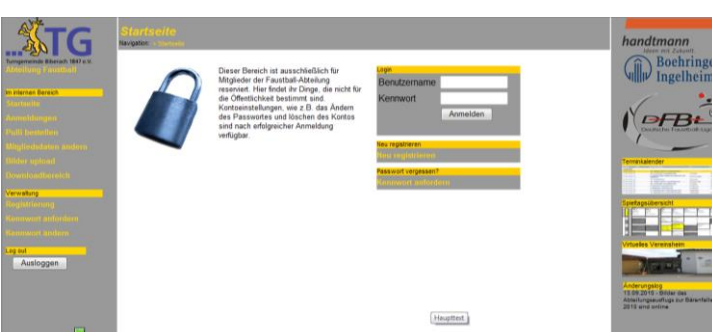 ...TG
Turngemeinde Biberach 1847 e.V.
Abteilung Faustball
Im internen Bereich
Startseite
Anmeldungen
Pulli bestellen
Mitgliedsdaten ändern
Bilder upload
Downloadbereich
Verwaltung
Registrierung
Kennwort anfordern
Kennwort ändern
Log out
Ausloggen
Startseite
Navigation: - Startseite
Dieser Bereich ist ausschließlich für
Mitglieder der Faustball-Abteilung
reserviert. Hier findet ihr Dinge, die nicht für
die Öffentlichkeit bestimmt sind.
Kontoeinstellungen, wie z.B. das Ändern
des Passwortes und löschen des Kontos
sind nach erfolgreicher Anmeldung
verfügbar.
Login
Benutzername
Kennwort
Anmelden
Neu registrieren
Neu registrieren
Passwort vergessen?
Kennwort anfordern
Haupttext
handtmann
Ideen mit Zukunft
Boehringe
Ingelheim
DFBL
Deutsche Faustball-Liga
Terminkalender
Spieltagsübersicht
Virtuelles Vereinsheim
Änderungslog
13.09.2010 - Bilder des
Abteilungsausflugs zur Bärenfalle
2010 sind online.